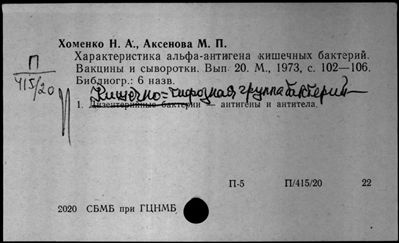 Хоменко Н. А., Аксенова М. П.
Характеристика альфа-антигена кишечных бактерий.
П
415/20
Вакцины и сыворотки. Вып 20. М., 1973, с. 102—106.
Библиогр.: 6 назв.
Кишечно=тифозная группа бактерий—
1. Дизентерийные бактерии — антигены и антитела.
П-5 П/415/20 22
2020 СБМБ при ГЦНМБ